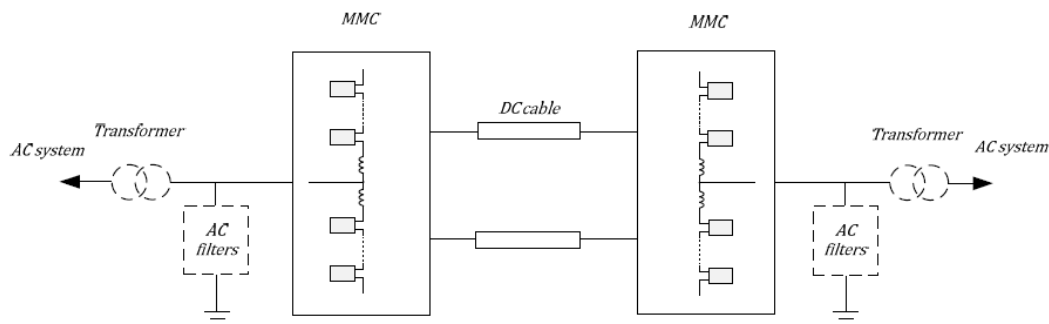 MMC
MMC
DC cable
Transformer
AC system
Transformer
AC system
AC
filters
AC
filters